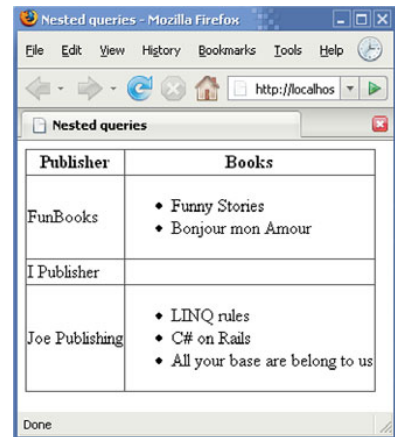 Nested queries - Mozilla Firefox
File Edit View History Bookmarks Tools Help
http://localhos
Nested queries
Publisher Books
FunBooks
• Funny Stories
• Bonjour mon Amour
I Publisher
Joe Publishing
• LINQ rules
• C# on Rails
• All your base are belong to us
Done